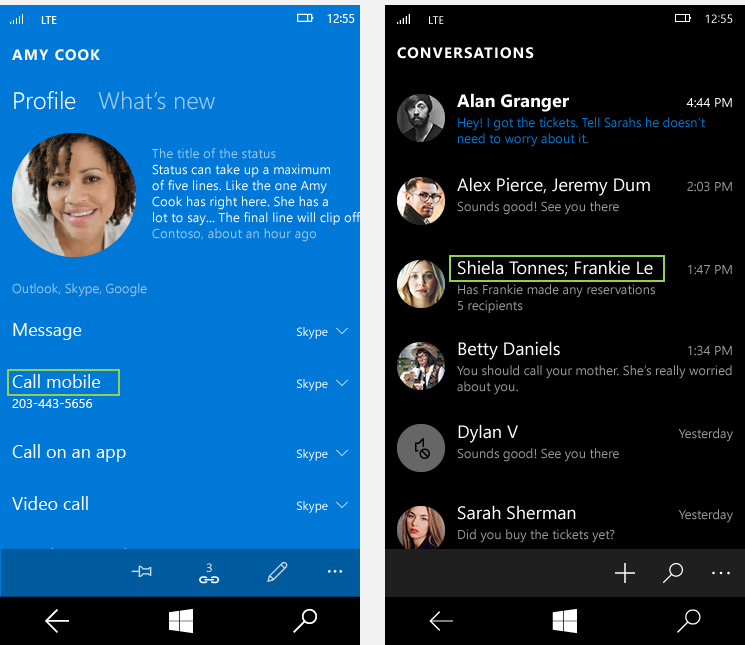 LTE
12:55
AMY COOK
Profile What's new
The title of the status
Status can take up a maximum
of five lines. Like the one Amy
Cook has right here. She has a
lot to say... The final line will clip off
Contoso, about an hour ago
Outlook, Skype, Google
Message
Skype
Call mobile
Skype
203-443-5656
Call on an app
Skype
Video call
Skype
3
LTE
12:55
CONVERSATIONS
Alan Granger
4:44 PM
Hey! I got the tickets. Tell Sarahs he doesn't
need to worry about it.
Alex Pierce, Jeremy Dum
2:03 PM
Sounds good! See you there
Shiela Tonnes; Frankie Le
1:47 PM
Has Frankie made any reservations
5 recipients
Betty Daniels
1:34 PM
You should call your mother. She's really worried
about you.
Dylan V
Yesterday
Sounds good! See you there
Sarah Sherman
Yesterday
Did you buy the tickets yet?